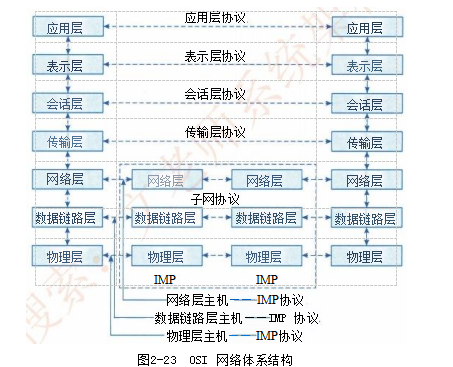 应用层 应用层协议 应用层
表示层 表示层协议 表示层
会话层 会话层协议 会话层
传输层 传输层协议 传输层
网络层 网络层 网络层 网络层
子网协议
数据链路层 数据链路层 数据链路层 数据链路层
物理层 物理层 物理层 物理层
IMP IMP
网络层主机——IMP协议
数据链路层主机——IMP 协议
物理层主机——IMP协议
图2-23 OSI 网络体系结构